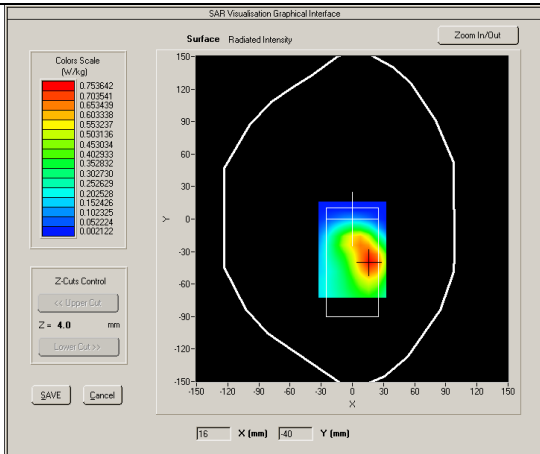 SAR Visualisation Graphical Interface
Surface Radiated Intensity
Zoom In/Out
Colors Scale
(W/kg)
0.753642
0.703541
0.653439
0.603338
0.553237
0.503136
0.453034
0.402933
0.352832
0.302730
0.252629
0.202528
0.152426
0.102325
0.052224
0.002122
Z-Cuts Control
<< Upper Cut
Z = 4.0 mm
Lower Cut >>
SAVE
Cancel
150
120
90
60
30
0
-30
-60
-90
-120
-150
Y
-150 -120 -90 -60 -30 0 30 60 90 120 150
X
16 X (mm) -40 Y (mm)